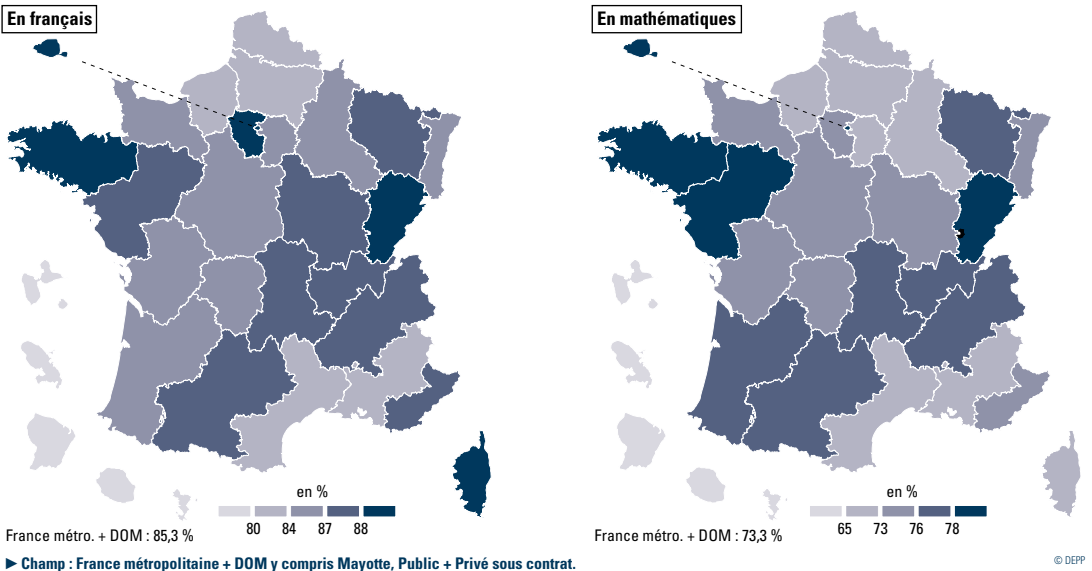 En français
En mathématiques
en %
80 84 87 88
France métro. + DOM : 85,3 %
en %
65 73 76 78
France métro. + DOM : 73,3 %
► Champ : France métropolitaine + DOM y compris Mayotte, Public + Privé sous contrat.
© DEPP